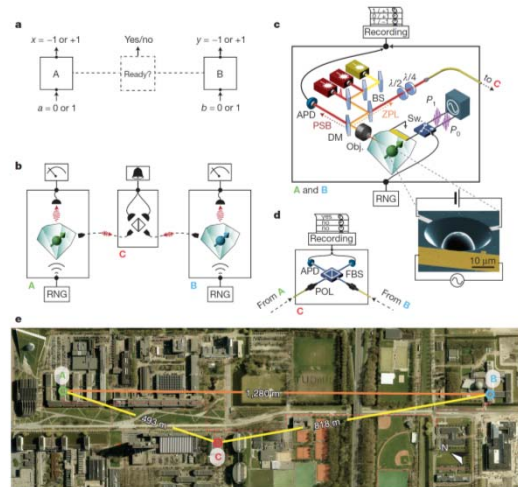 a
x = −1 or +1
Yes/no
y = −1 or +1
A
Ready?
B
a = 0 or 1
b = 0 or 1
b
A
C
B
RNG
RNG
c
Recording
λ/2
λ/4
to C
BS
APD
PSB
ZPL
DM
Obj.
Sw.
P1
P0
A and B
RNG
10 μm
d
yes
no
no
Recording
APD
FBS
POL
From A
From B
C
e
A
B
1,280 m
493 m
618 m
C
N